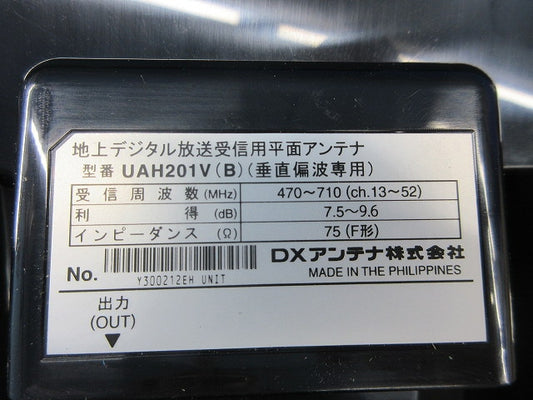 地上デジタル放送受信用平面アンテナ
型番 UAH201V(B)(垂直偏波専用)
受信周波数(MHz) 470～710(ch.13～52)
利得(dB) 7.5～9.6
インピーダンス(Ω) 75(F形)
DXアンテナ株式会社
No.
Y300212EH UNIT
MADE IN THE PHILIPPINES
出力
(OUT)